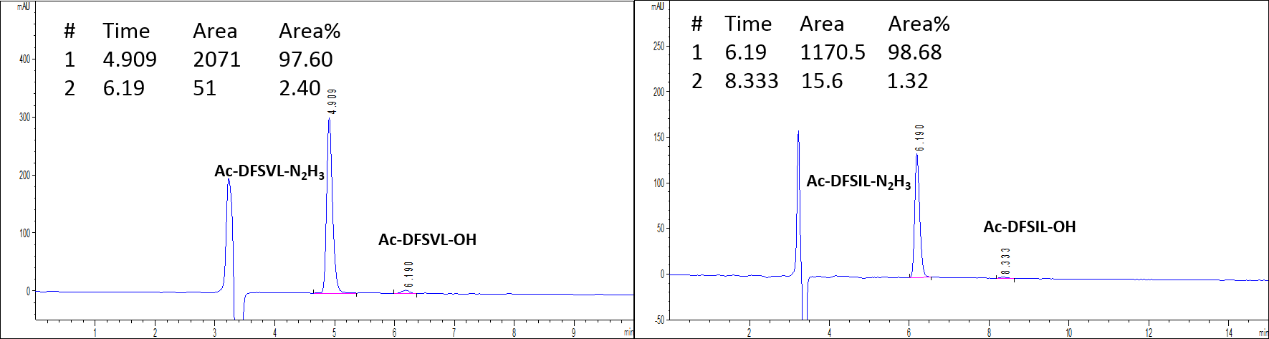 mAU
# Time Area Area%
1 4.909 2071 97.60
2 6.19 51 2.40
400
300
200
100
0
4.909
Ac-DFSVL-N2H3
Ac-DFSVL-OH
6.190
1 2 3 4 5 6 7 8 9 min
mAU
# Time Area Area%
1 6.19 1170.5 98.68
2 8.333 15.6 1.32
250
200
150
100
50
0
-50
6.190
Ac-DFSIL-N2H3
Ac-DFSIL-OH
8.333
2 4 6 8 10 12 14 min